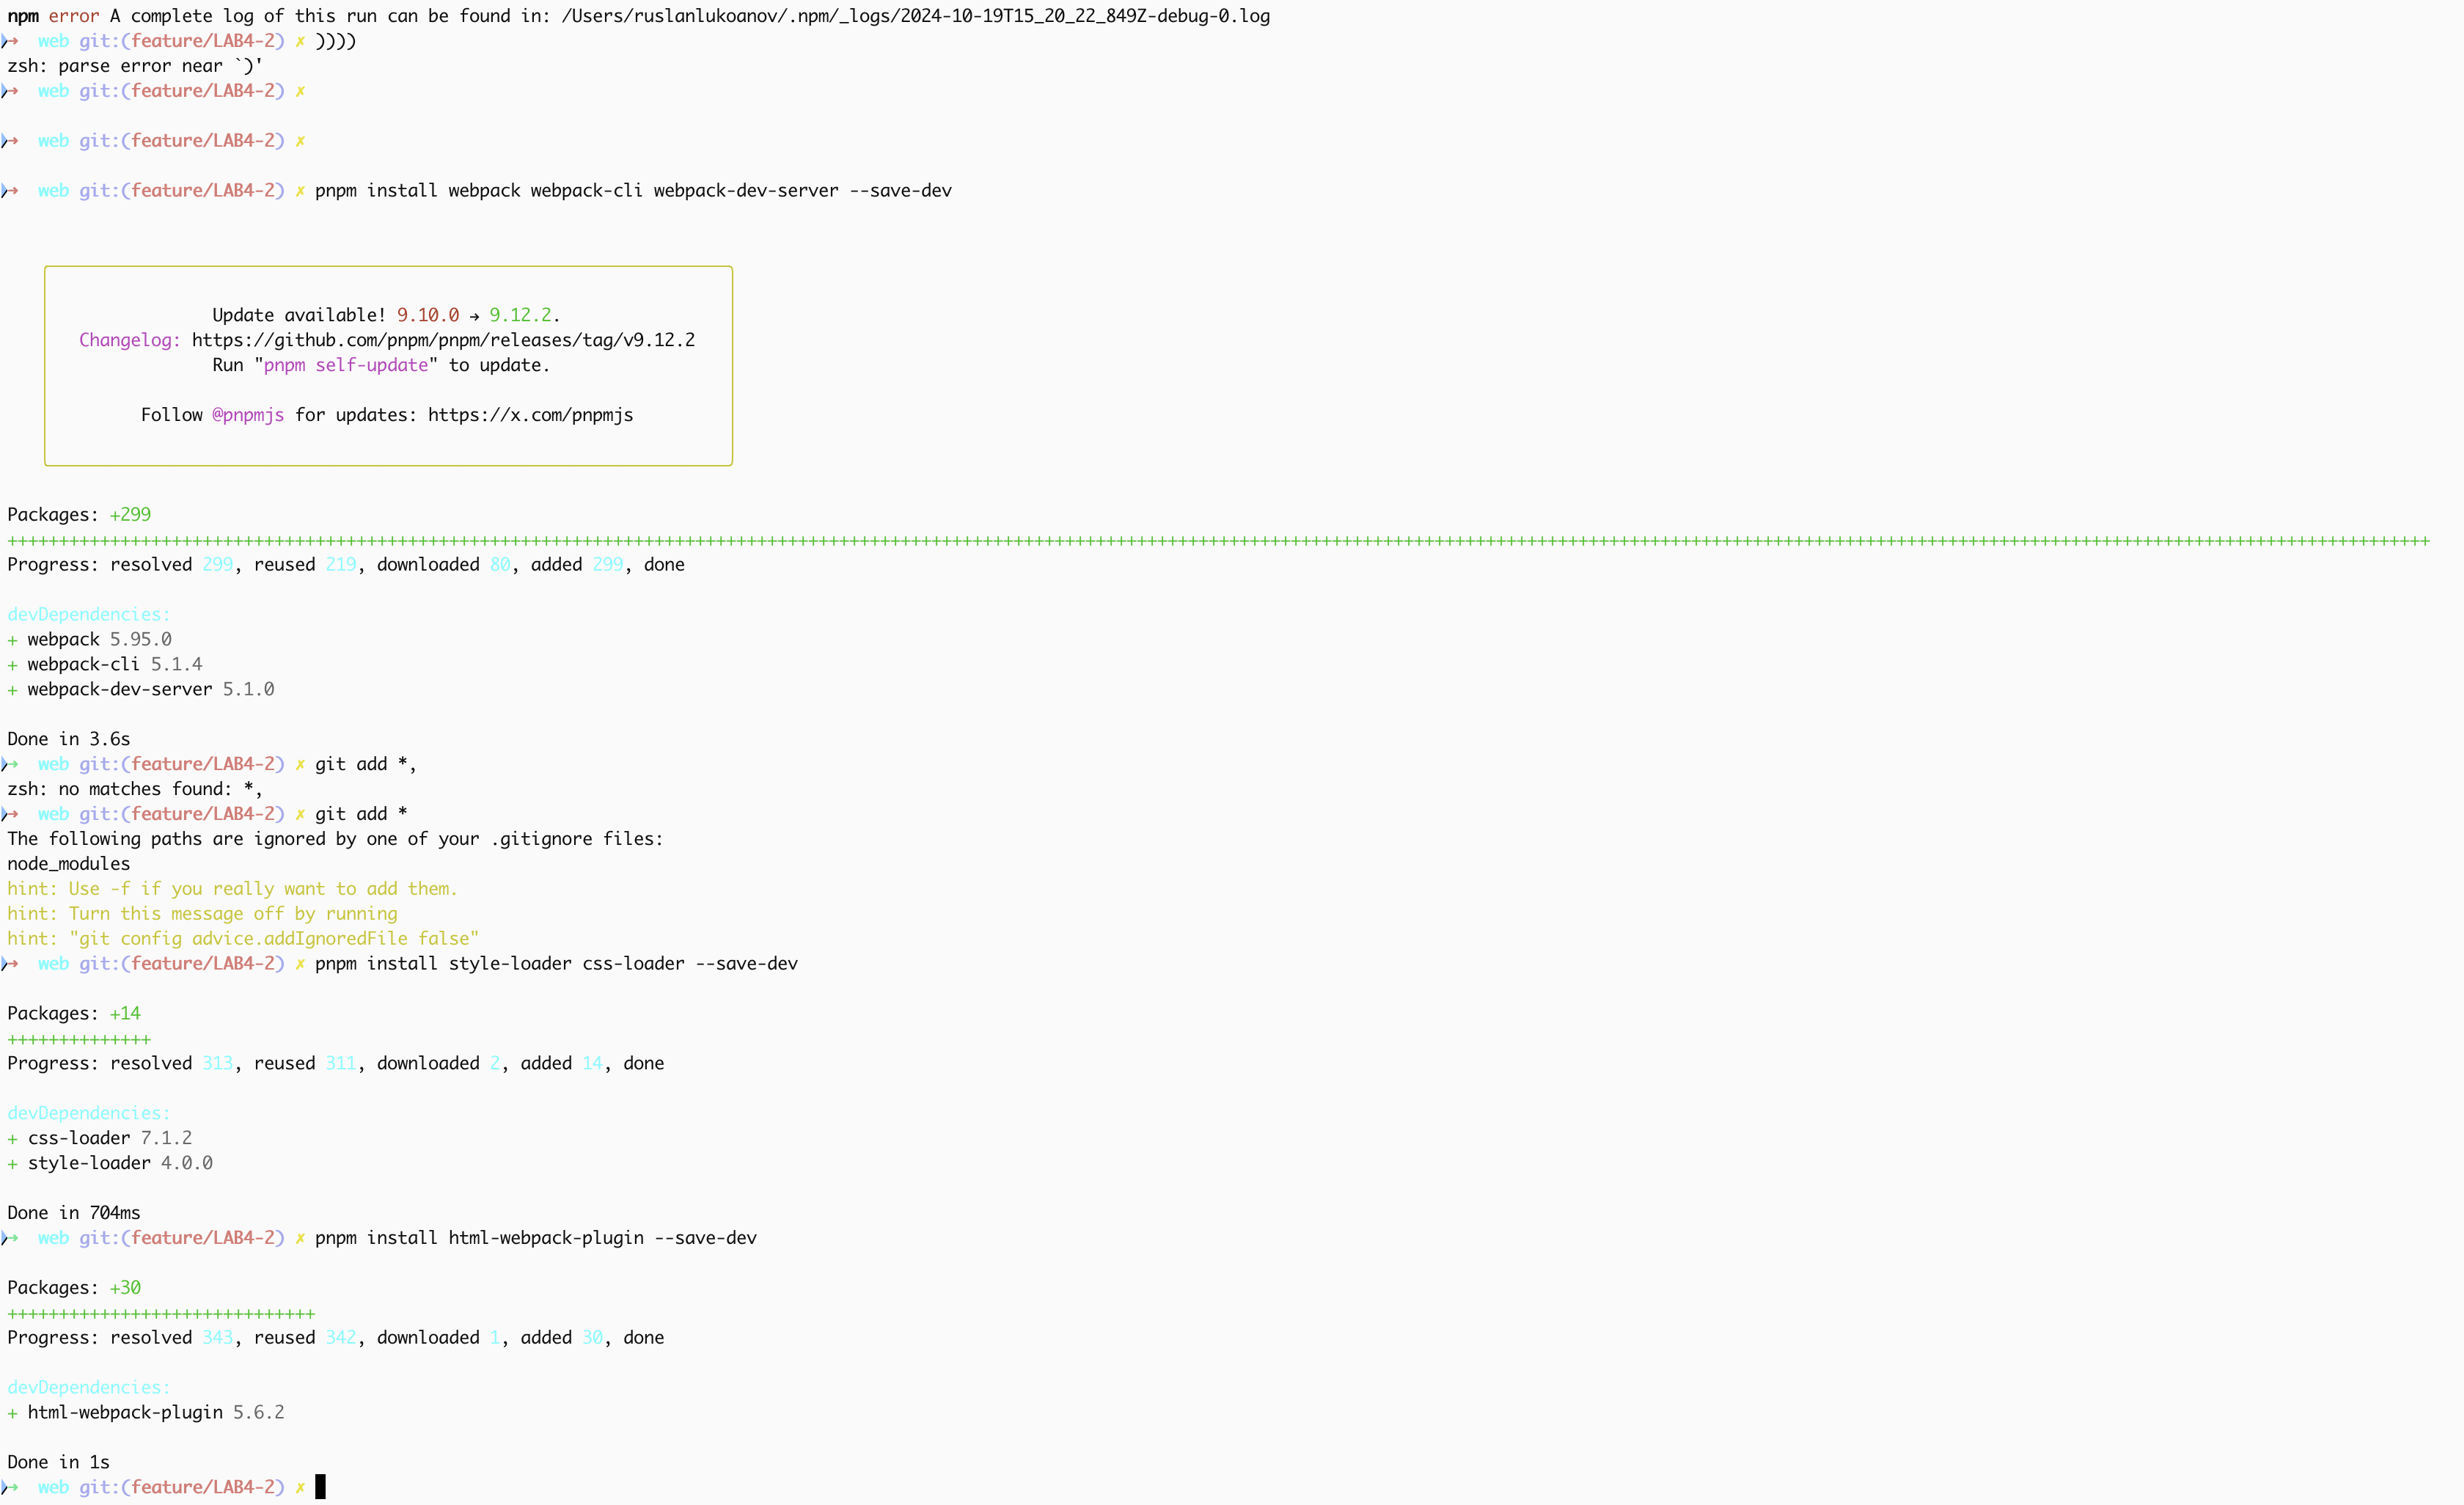 npm error A complete log of this run can be found in: /Users/ruslanlukoanov/.npm/_logs/2024-10-19T15_20_22_849Z-debug-0.log
→  web git:(feature/LAB4-2) ✗ ))))
zsh: parse error near `)'
→  web git:(feature/LAB4-2) ✗
→  web git:(feature/LAB4-2) ✗
→  web git:(feature/LAB4-2) ✗ pnpm install webpack webpack-cli webpack-dev-server --save-dev
Update available! 9.10.0 → 9.12.2.
Changelog: https://github.com/pnpm/pnpm/releases/tag/v9.12.2
Run "pnpm self-update" to update.
Follow @pnpmjs for updates: https://x.com/pnpmjs
Packages: +299
++++++++++++++++++++++++++++++++++++++++++++++++++++++++++++++++++++++++++++++++++++++++++++++++++++++++++++++++++++++++++++++++++++++++++++++++++++++++++++++++++++++++++++++++++++++++++++++++++++++++++++++++++++++++++++++++++++++++++++
Progress: resolved 299, reused 219, downloaded 80, added 299, done
devDependencies:
+ webpack 5.95.0
+ webpack-cli 5.1.4
+ webpack-dev-server 5.1.0
Done in 3.6s
→  web git:(feature/LAB4-2) ✗ git add *,
zsh: no matches found: *,
→  web git:(feature/LAB4-2) ✗ git add *
The following paths are ignored by one of your .gitignore files:
node_modules
hint: Use -f if you really want to add them.
hint: Turn this message off by running
hint: "git config advice.addIgnoredFile false"
→  web git:(feature/LAB4-2) ✗ pnpm install style-loader css-loader --save-dev
Packages: +14
++++++++++++++
Progress: resolved 313, reused 311, downloaded 2, added 14, done
devDependencies:
+ css-loader 7.1.2
+ style-loader 4.0.0
Done in 704ms
→  web git:(feature/LAB4-2) ✗ pnpm install html-webpack-plugin --save-dev
Packages: +30
++++++++++++++++++++++++++++++
Progress: resolved 343, reused 342, downloaded 1, added 30, done
devDependencies:
+ html-webpack-plugin 5.6.2
Done in 1s
→  web git:(feature/LAB4-2) ✗